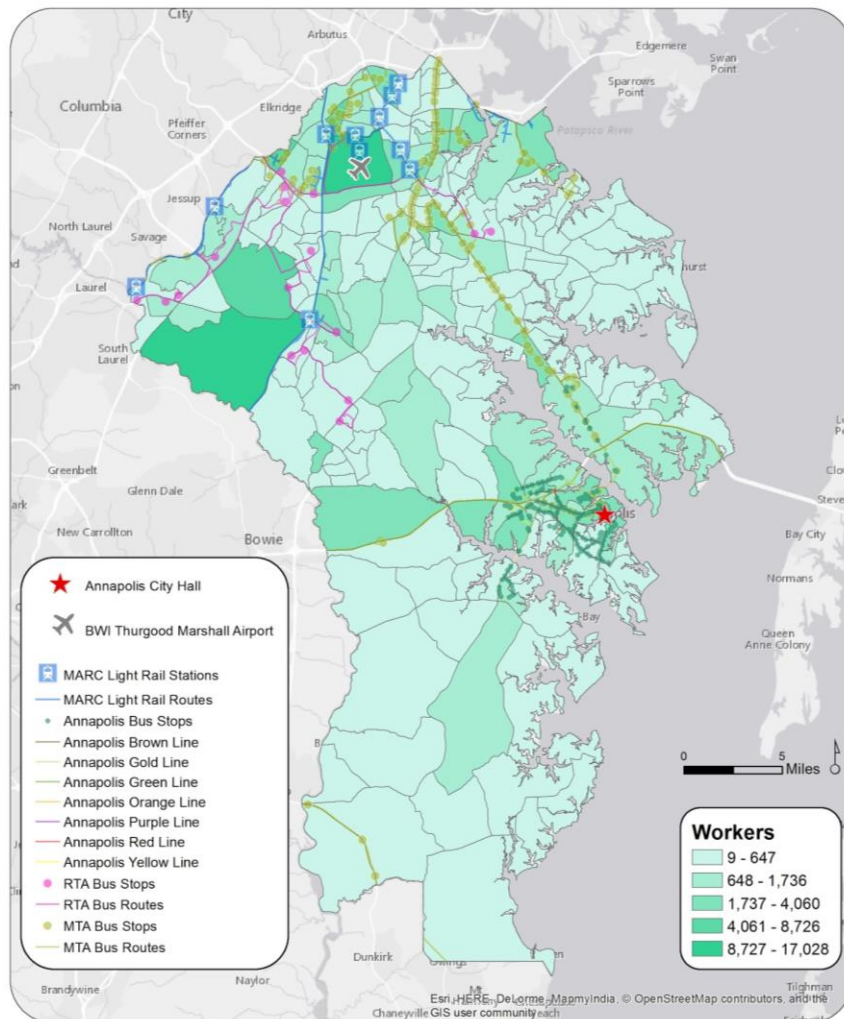 City
Arbutus
Edgemere
Swan
Point
Sparrows
Point
Columbia
Elkridge
Pfeiffer
Corners
Patapsco River
Jessup
North Laurel
Savage
Laurel
South
Laurel
Greenbelt
Glenn Dale
New Carrollton
Bowie
Bay City
Normans
Queen
Anne Colony
Bay
Annapolis City Hall
BWI Thurgood Marshall Airport
MARC Light Rail Stations
MARC Light Rail Routes
Annapolis Bus Stops
Annapolis Brown Line
Annapolis Gold Line
Annapolis Green Line
Annapolis Orange Line
Annapolis Purple Line
Annapolis Red Line
Annapolis Yellow Line
RTA Bus Stops
RTA Bus Routes
MTA Bus Stops
MTA Bus Routes
0 5
Miles
Workers
9 - 647
648 - 1,736
1,737 - 4,060
4,061 - 8,726
8,727 - 17,028
Dunkirk
Naylor
Brandywine
Chaneyville
Tilghman
Esri, HERE, DeLorme, MapmyIndia, © OpenStreetMap contributors, and the
GIS user community